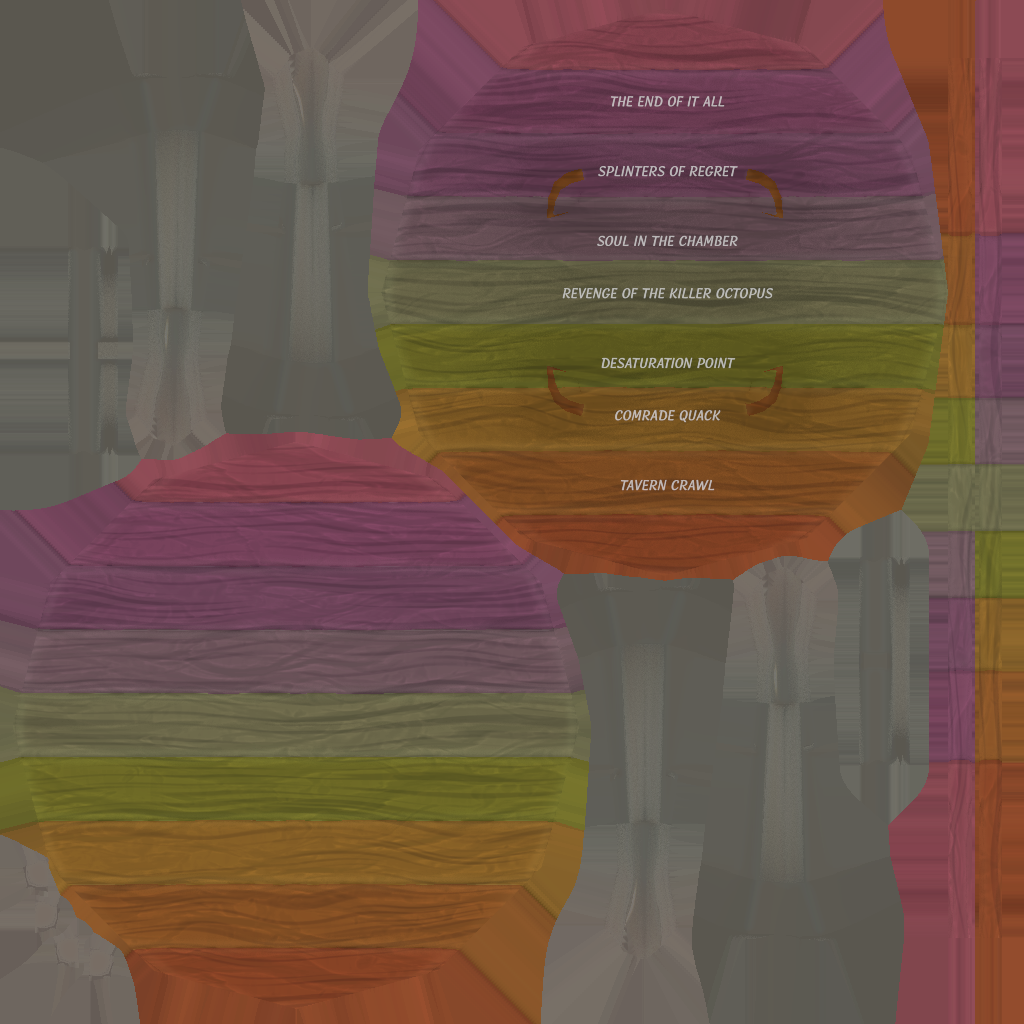 THE END OF IT ALL
SPLINTERS OF REGRET
SOUL IN THE CHAMBER
REVENGE OF THE KILLER OCTOPUS
DESATURATION POINT
COMRADE QUACK
TAVERN CRAWL